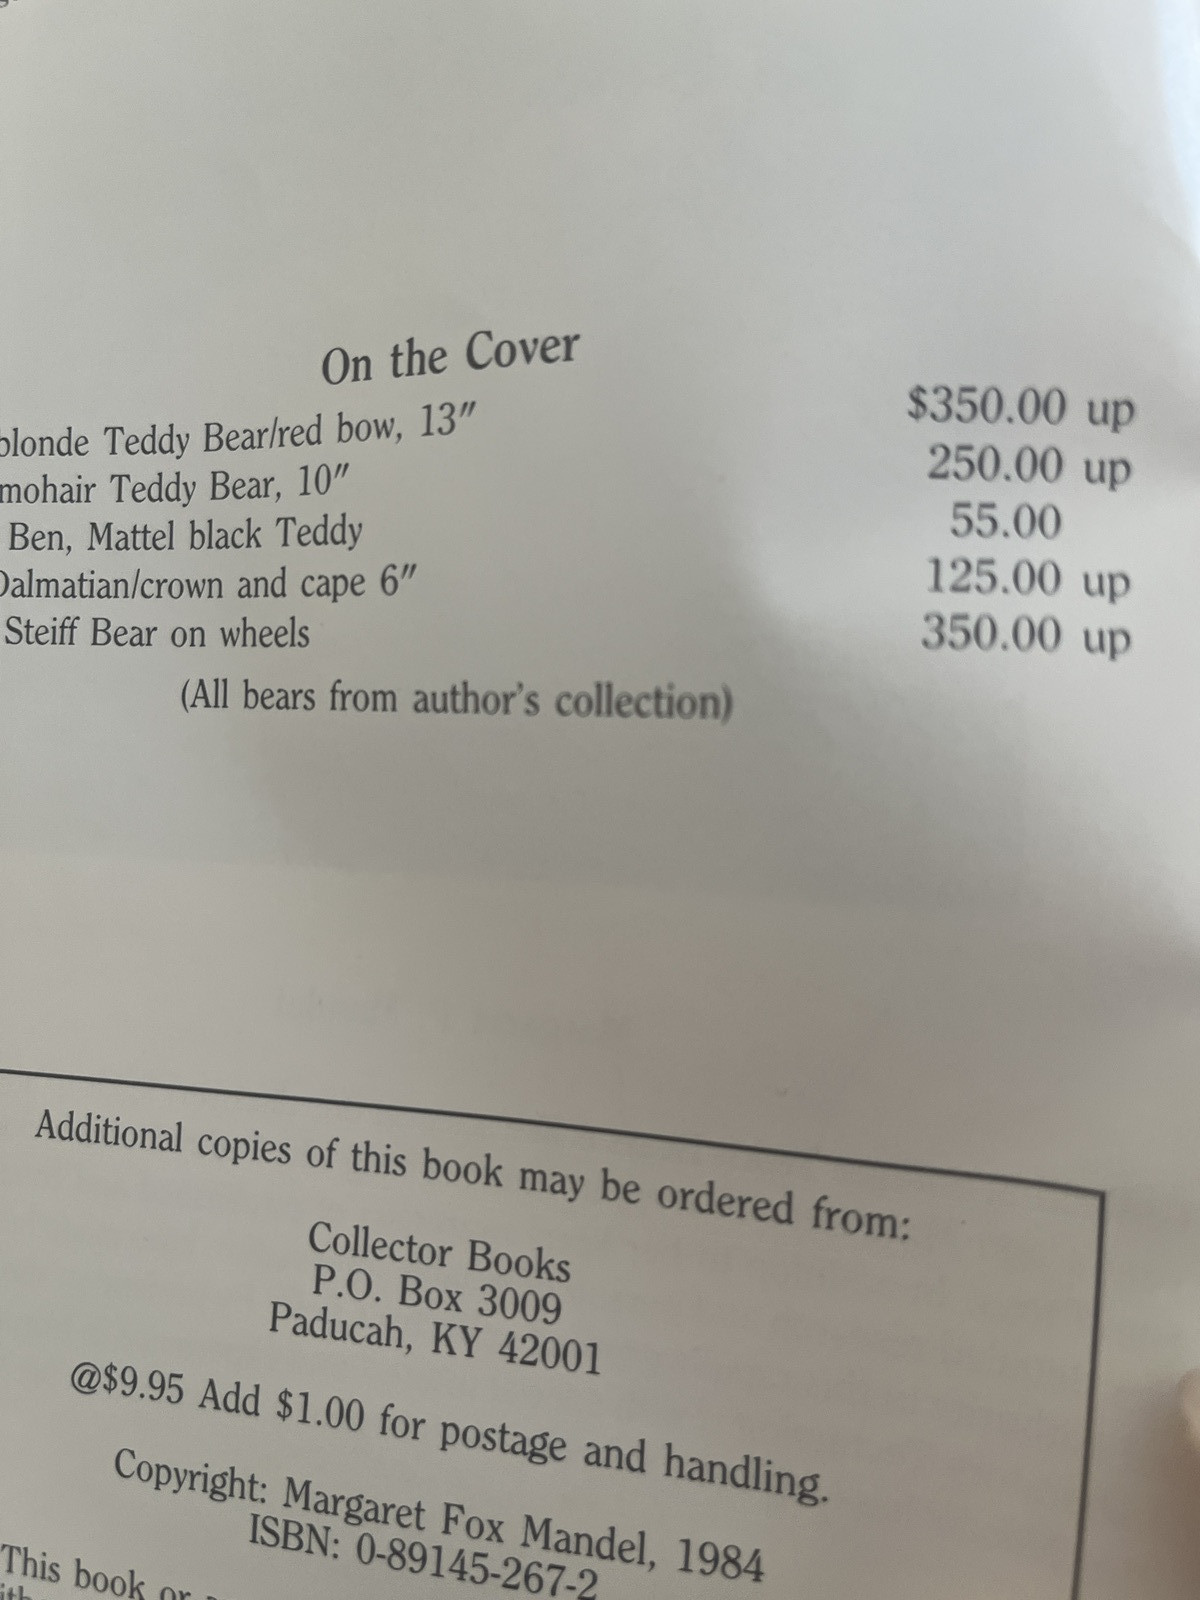 On the Cover
blonde Teddy Bear/red bow, 13" $350.00 up
mohair Teddy Bear, 10" 250.00 up
Ben, Mattel black Teddy 55.00
Dalmatian/crown and cape 6" 125.00 up
Steiff Bear on wheels 350.00 up
(All bears from author's collection)
Additional copies of this book may be ordered from:
Collector Books
P.O. Box 3009
Paducah, KY 42001
@$9.95 Add $1.00 for postage and handling.
Copyright: Margaret Fox Mandel, 1984
ISBN: 0-89145-267-2
This book or